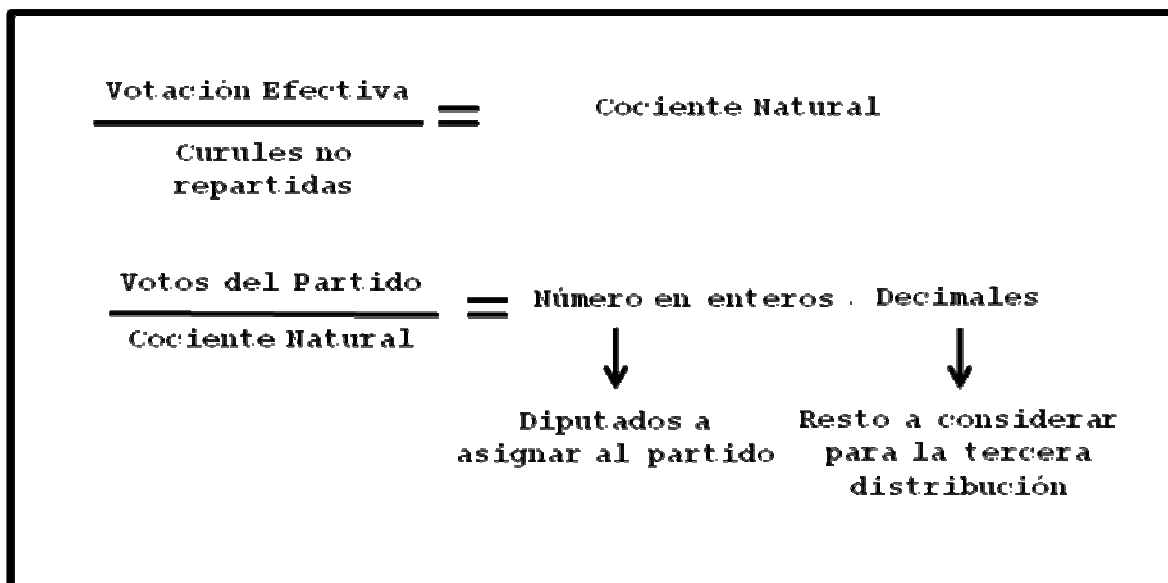 Votación Efectiva
= Cociente Natural
Curules no
repartidas
Votos del Partido
= Número en enteros . Decimales
Cociente Natural
Diputados a
asignar al partido
Resto a considerar
para la tercera
distribución